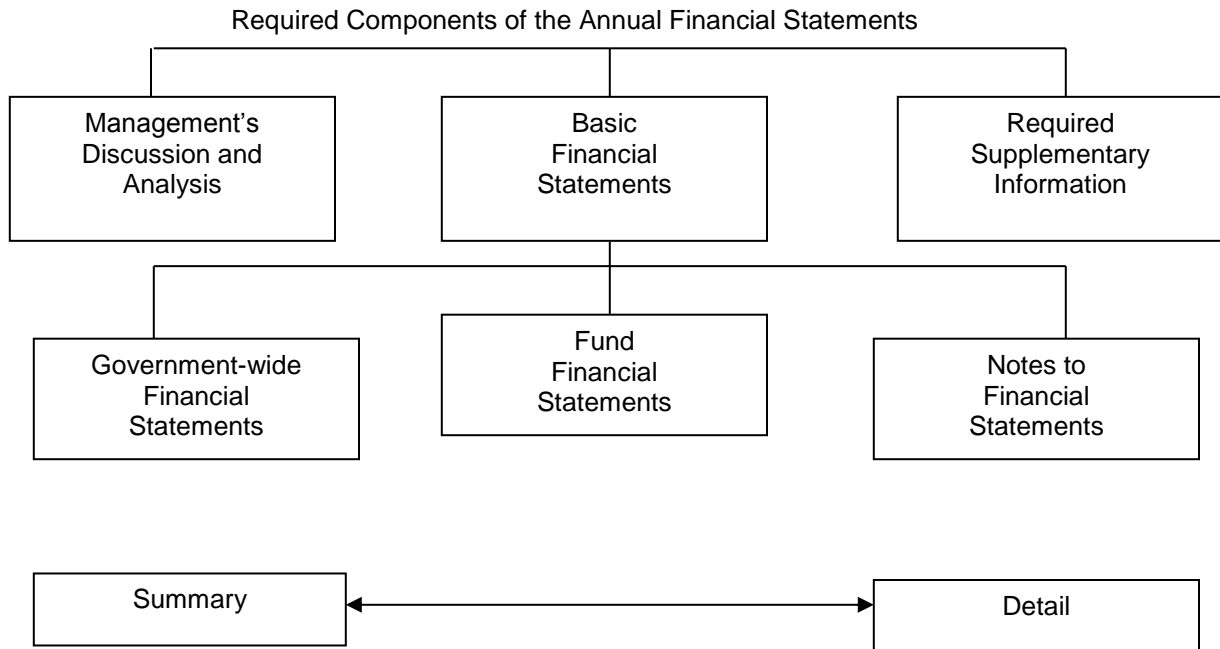 Required Components of the Annual Financial Statements
Management’s
Discussion and
Analysis
Basic
Financial
Statements
Required
Supplementary
Information
Government-wide
Financial
Statements
Fund
Financial
Statements
Notes to
Financial
Statements
Summary
Detail